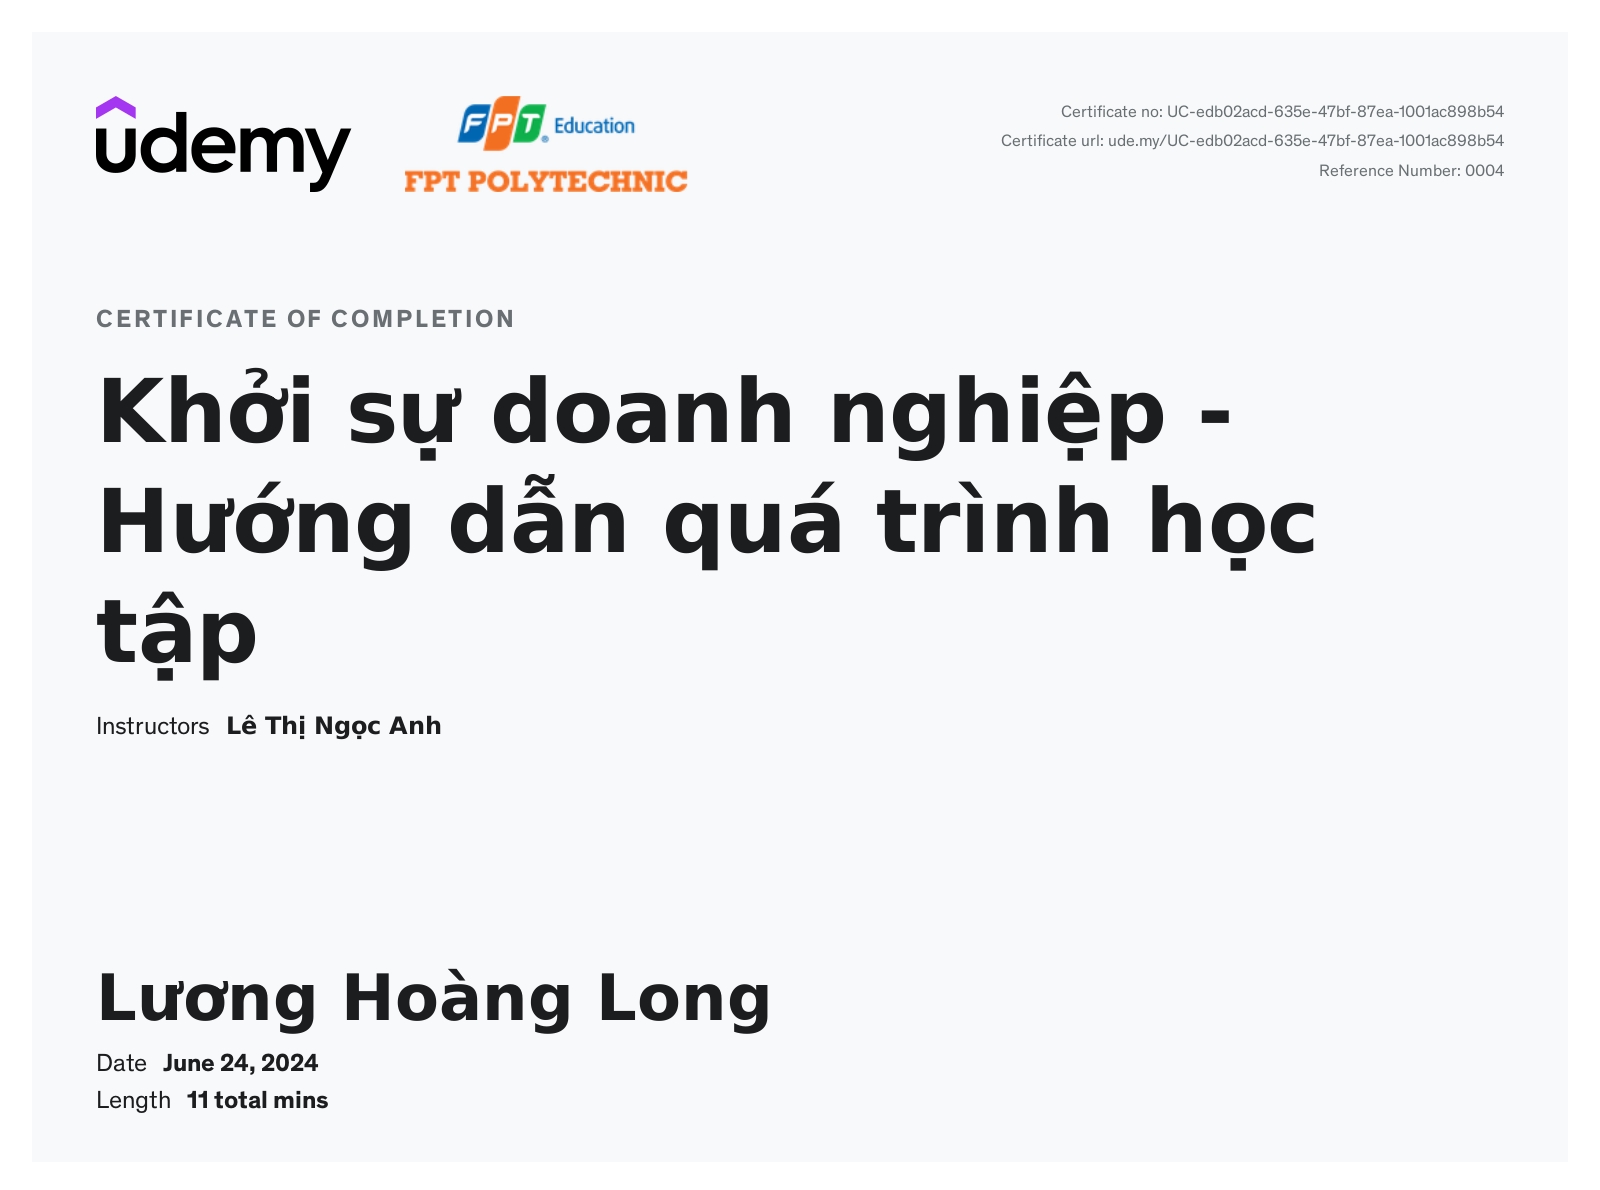 udemy
FPT Education
FPT POLYTECHNIC
Certificate no: UC-edb02acd-635e-47bf-87ea-1001ac898b54
Certificate url: ude.my/UC-edb02acd-635e-47bf-87ea-1001ac898b54
Reference Number: 0004
CERTIFICATE OF COMPLETION
Khởi sự doanh nghiệp -
Hướng dẫn quá trình học
tập
Instructors Lê Thị Ngọc Anh
Lương Hoàng Long
Date June 24, 2024
Length 11 total mins